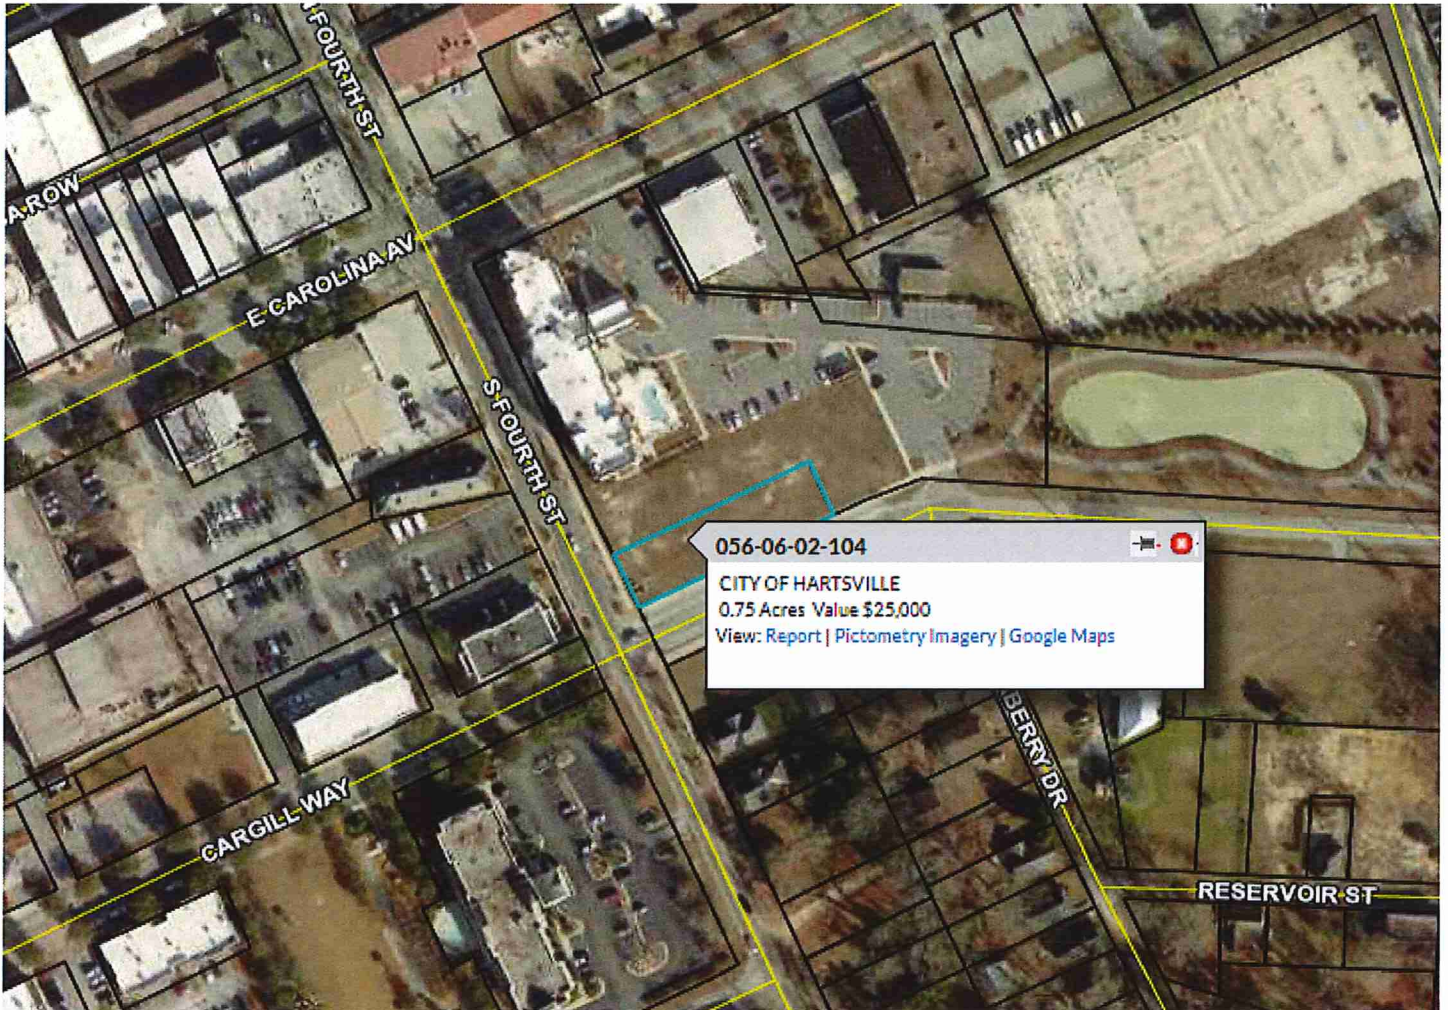 FOURTH ST
A ROW
E CAROLINA AV
S FOURTH ST
056-06-02-104
CITY OF HARTSVILLE
0.75 Acres Value $25,000
View: Report | Pictometry Imagery | Google Maps
BERRY DR
CARGILL WAY
RESERVOIR ST